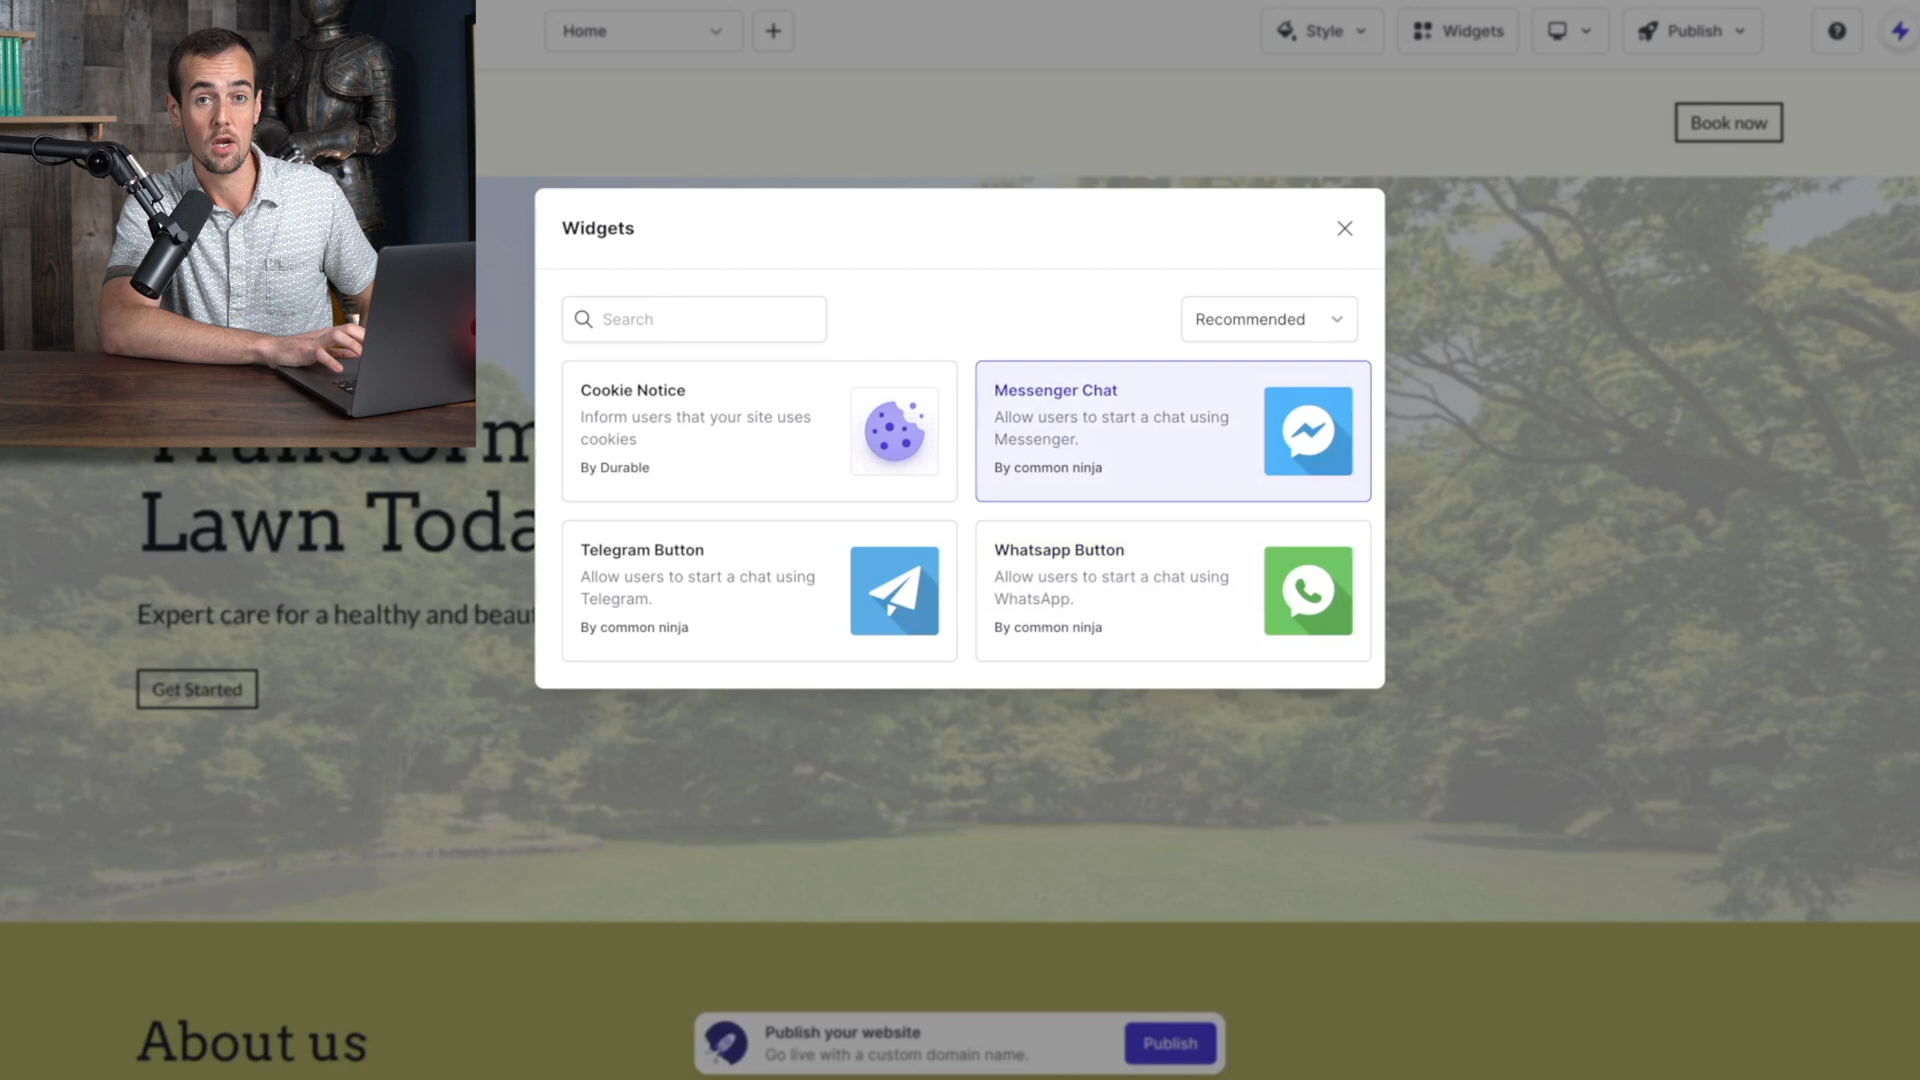 Home
Style
Widgets
Publish
Book now
Widgets
Search
Recommended
Cookie Notice
Inform users that your site uses
cookies
By Durable
Messenger Chat
Allow users to start a chat using
Messenger.
By common ninja
Telegram Button
Allow users to start a chat using
Telegram.
By common ninja
Whatsapp Button
Allow users to start a chat using
WhatsApp.
By common ninja
Lawn Toda
Expert care for a healthy and beau
Get Started
About us
Publish your website
Go live with a custom domain name.
Publish